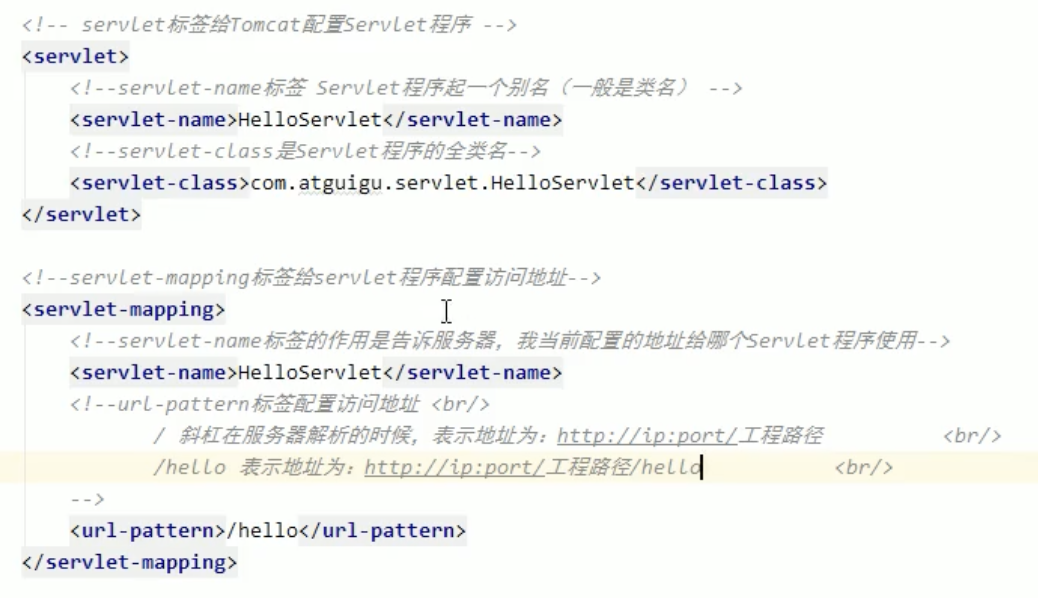 <!-- servlet标签给Tomcat配置Servlet程序 -->
<servlet>
<!--servlet-name标签 Servlet程序起一个别名（一般是类名） -->
<servlet-name>HelloServlet</servlet-name>
<!--servlet-class是Servlet程序的全类名-->
<servlet-class>com.atguigu.servlet.HelloServlet</servlet-class>
</servlet>
<!--servlet-mapping标签给servlet程序配置访问地址-->
<servlet-mapping>
<!--servlet-name标签的作用是告诉服务器，我当前配置的地址给哪个Servlet程序使用-->
<servlet-name>HelloServlet</servlet-name>
<!--url-pattern标签配置访问地址 <br/>
/ 斜杠在服务器解析的时候，表示地址为：http://ip:port/工程路径 <br/>
/hello 表示地址为：http://ip:port/工程路径/hello <br/>
-->
<url-pattern>/hello</url-pattern>
</servlet-mapping>